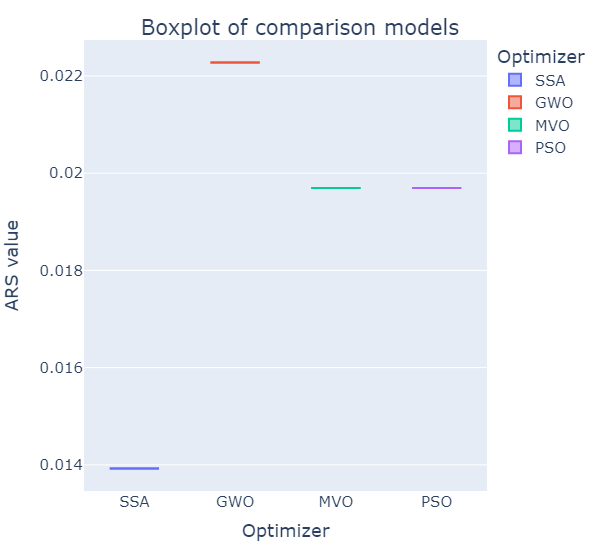 Boxplot of comparison models
Optimizer
SSA
GWO
MVO
PSO
ARS value
0.022
0.02
0.018
0.016
0.014
SSA GWO MVO PSO
Optimizer